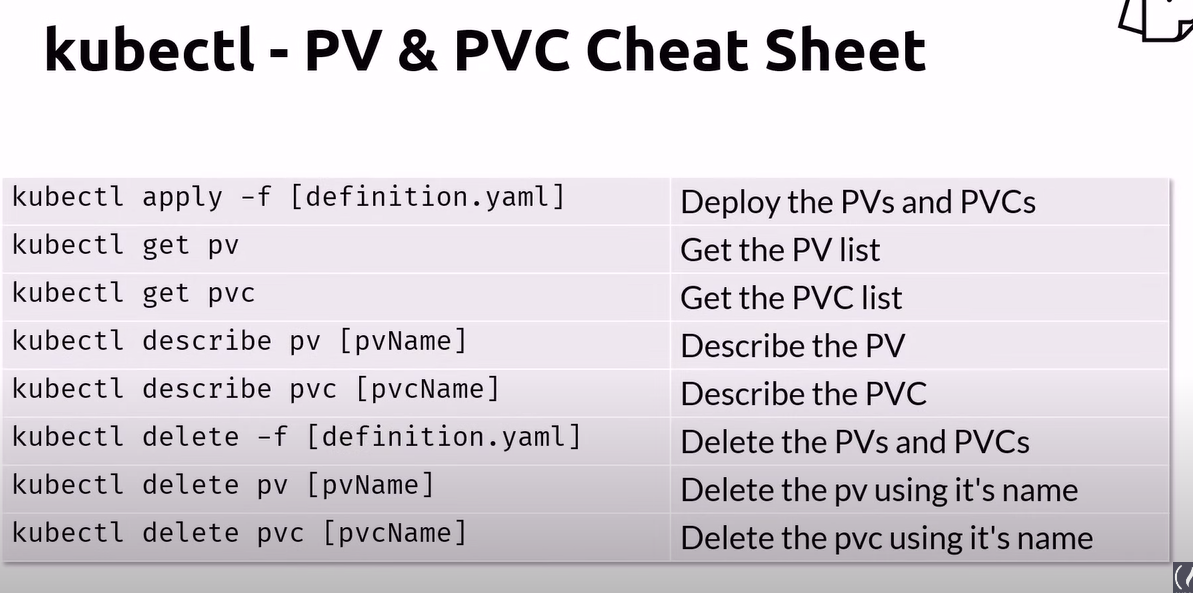 kubectl - PV & PVC Cheat Sheet
kubectl apply -f [definition.yaml] Deploy the PVs and PVCs
kubectl get pv Get the PV list
kubectl get pvc Get the PVC list
kubectl describe pv [pvName] Describe the PV
kubectl describe pvc [pvcName] Describe the PVC
kubectl delete -f [definition.yaml] Delete the PVs and PVCs
kubectl delete pv [pvName] Delete the pv using it's name
kubectl delete pvc [pvcName] Delete the pvc using it's name